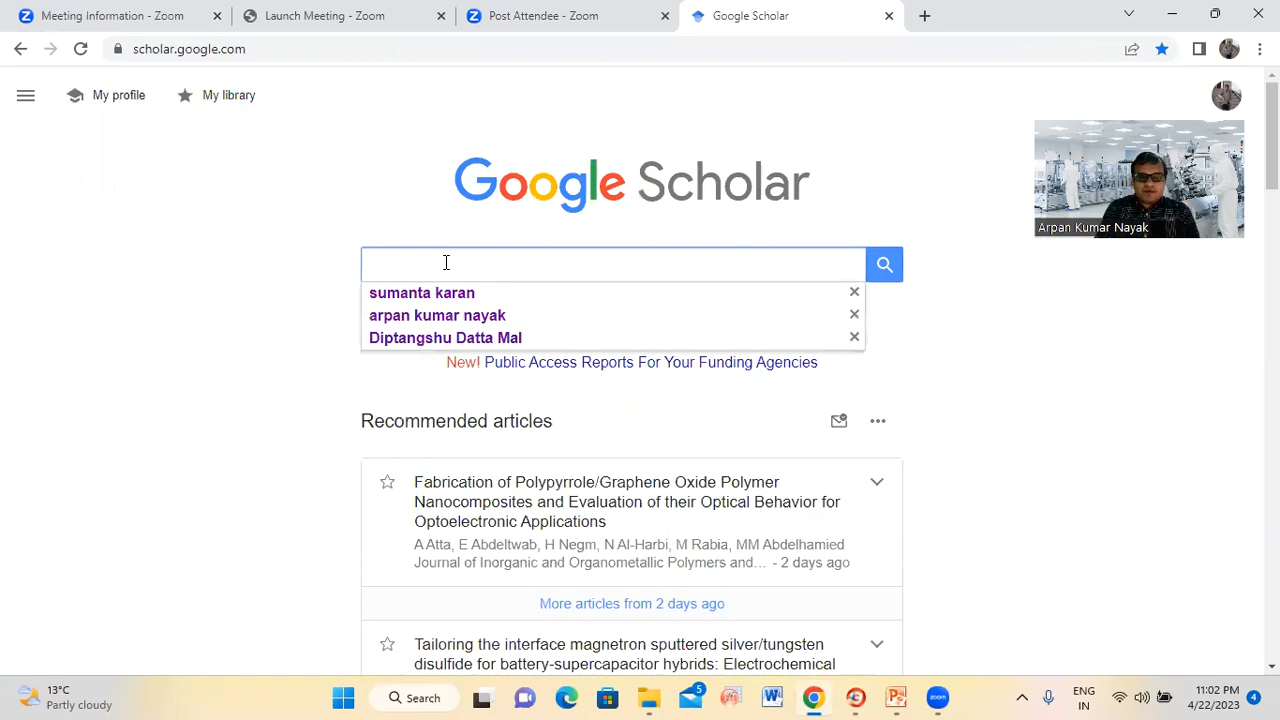 Meeting Information - Zoom
Launch Meeting - Zoom
Post Attendee - Zoom
Google Scholar
scholar.google.com
My profile
My library
Google Scholar
Arpan Kumar Nayak
sumanta karan
arpan kumar nayak
Diptangshu Datta Mal
New! Public Access Reports For Your Funding Agencies
Recommended articles
Fabrication of Polypyrrole/Graphene Oxide Polymer
Nanocomposites and Evaluation of their Optical Behavior for
Optoelectronic Applications
A Atta, E Abdeltwab, H Negm, N Al-Harbi, M Rabia, MM Abdelhamied
Journal of Inorganic and Organometallic Polymers and… - 2 days ago
More articles from 2 days ago
Tailoring the interface magnetron sputtered silver/tungsten
disulfide for battery-supercapacitor hybrids: Electrochemical
13°C
Partly cloudy
Search
5
zoom
ENG
IN
11:02 PM
4/22/2023
4